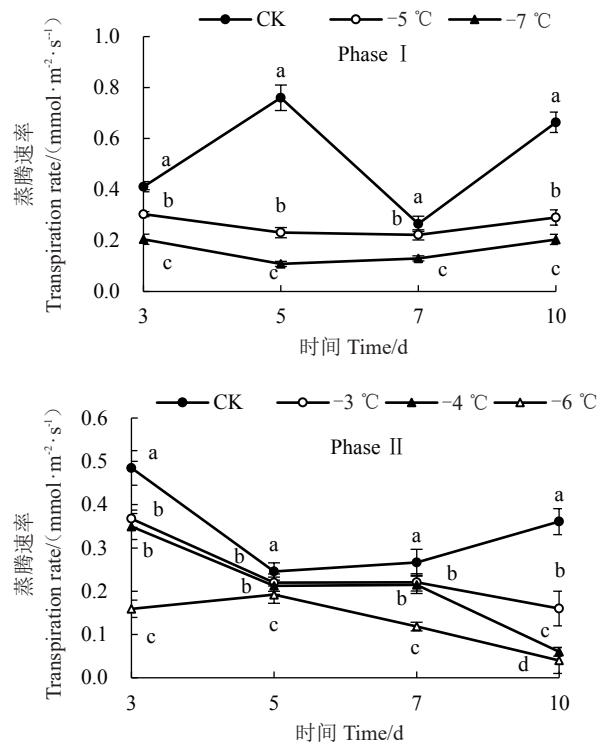 CK -5 ℃ -7 ℃
Phase Ⅰ
蒸腾速率
Transpiration rate/(mmol·m⁻²·s⁻¹)
1.0
0.8
0.6
0.4
0.2
0.0
a
a
a
a
b
b
b
b
c
c
c
c
3 5 7 10
时间 Time/d
CK -3 ℃ -4 ℃ -6 ℃
Phase Ⅱ
蒸腾速率
Transpiration rate/(mmol·m⁻²·s⁻¹)
0.6
0.5
0.4
0.3
0.2
0.1
0.0
a
a
a
a
b
b
b
b
b
b
b
c
c
c
c
d
3 5 7 10
时间 Time/d